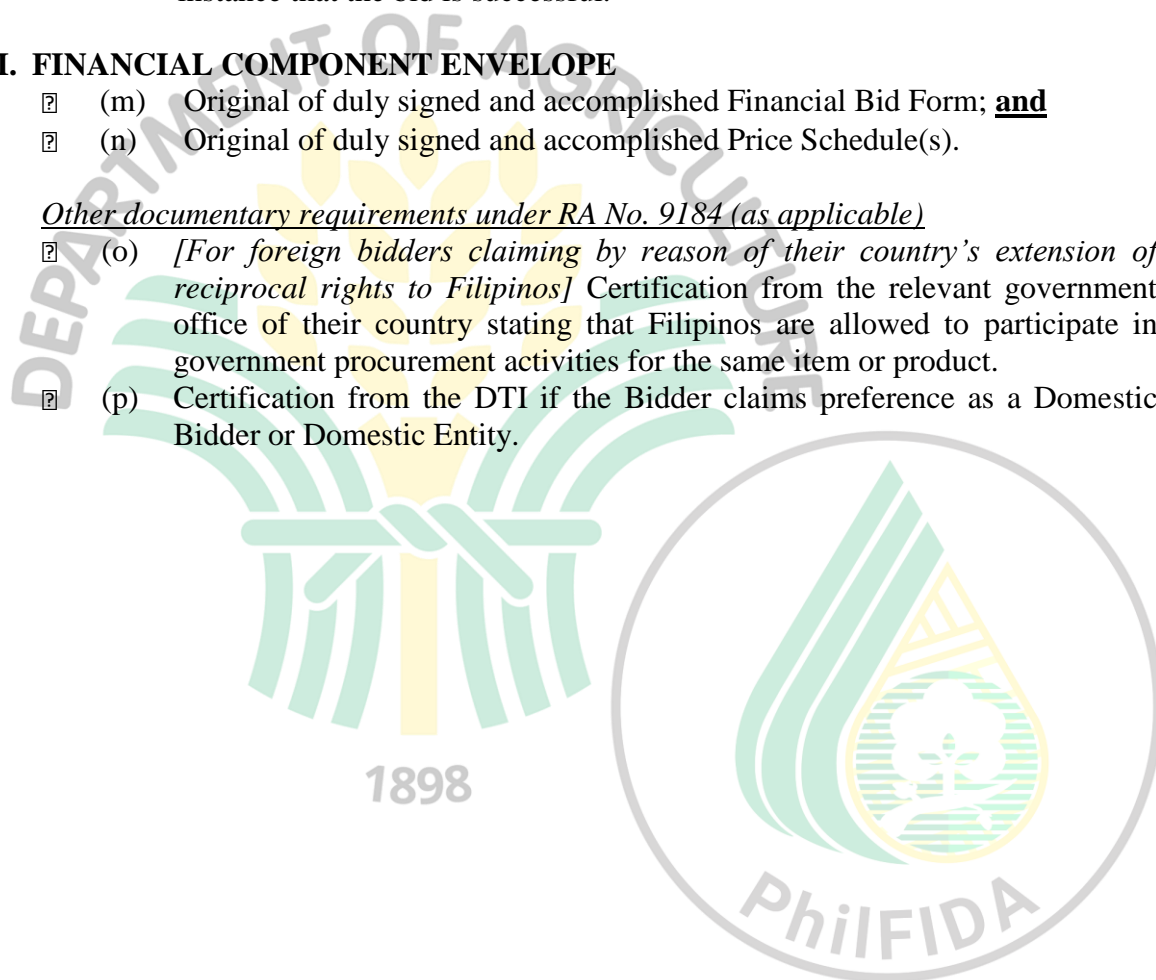 instance that the bid is successful.
I. FINANCIAL COMPONENT ENVELOPE
(m) Original of duly signed and accomplished Financial Bid Form; and
(n) Original of duly signed and accomplished Price Schedule(s).
Other documentary requirements under RA No. 9184 (as applicable)
(o) [For foreign bidders claiming by reason of their country’s extension of
reciprocal rights to Filipinos] Certification from the relevant government
office of their country stating that Filipinos are allowed to participate in
government procurement activities for the same item or product.
(p) Certification from the DTI if the Bidder claims preference as a Domestic
Bidder or Domestic Entity.
DEPARTMENT OF AGRICULTURE
1898
PhilFIDA